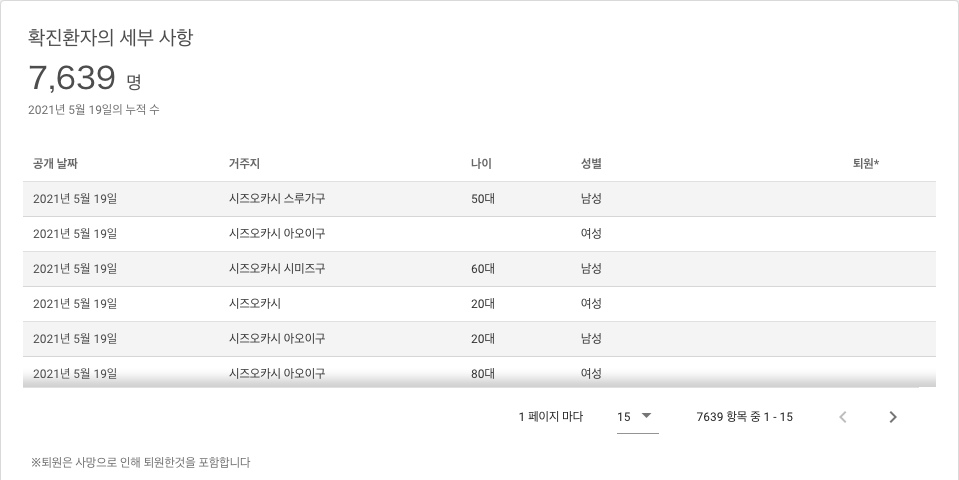 확진환자의 세부 사항
7,639 명
2021년 5월 19일의 누적 수
공개 날짜 거주지 나이 성별 퇴원*
2021년 5월 19일 시즈오카시 스루가구 50대 남성
2021년 5월 19일 시즈오카시 아오이구 여성
2021년 5월 19일 시즈오카시 시미즈구 60대 남성
2021년 5월 19일 시즈오카시 20대 여성
2021년 5월 19일 시즈오카시 아오이구 20대 남성
2021년 5월 19일 시즈오카시 아오이구 80대 여성
1 페이지 마다 15 7639 항목 중 1 - 15
※퇴원은 사망으로 인해 퇴원한것을 포함합니다